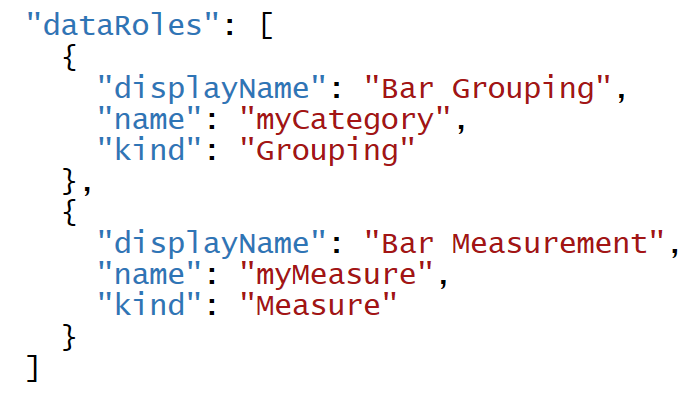 "dataRoles": [
  {
    "displayName": "Bar Grouping",
    "name": "myCategory",
    "kind": "Grouping"
  },
  {
    "displayName": "Bar Measurement",
    "name": "myMeasure",
    "kind": "Measure"
  }
]